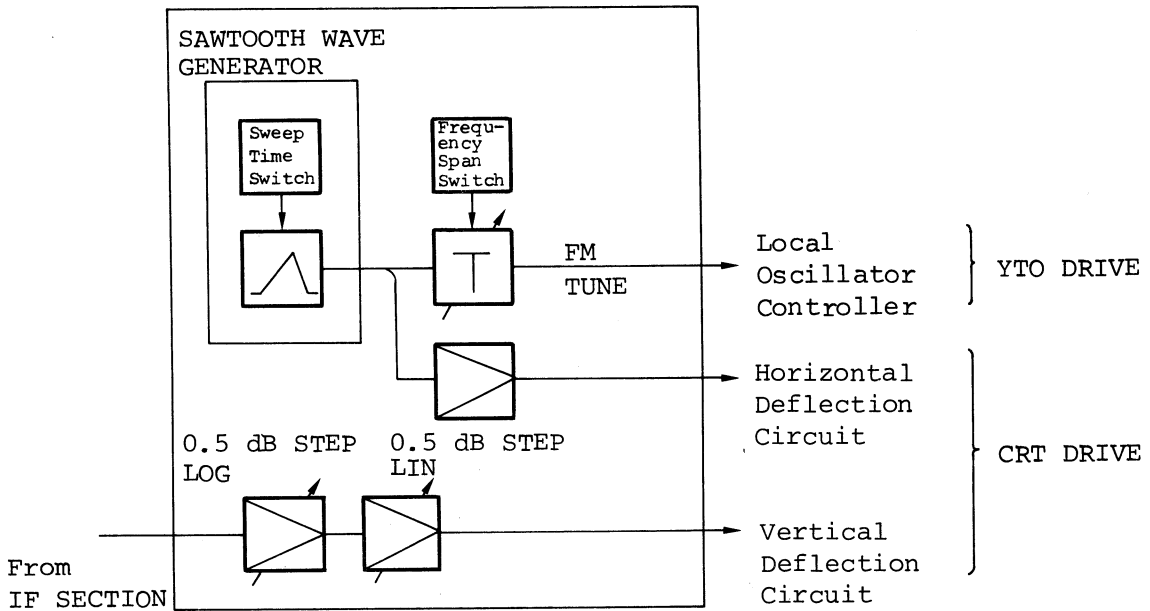 SAWTOOTH WAVE
GENERATOR
Sweep
Time
Switch
Frequ-
ency
Span
Switch
T
FM
TUNE
Local
Oscillator
Controller
YTO DRIVE
Horizontal
Deflection
Circuit
CRT DRIVE
0.5 dB STEP
LOG
0.5 dB STEP
LIN
From
IF SECTION
Vertical
Deflection
Circuit